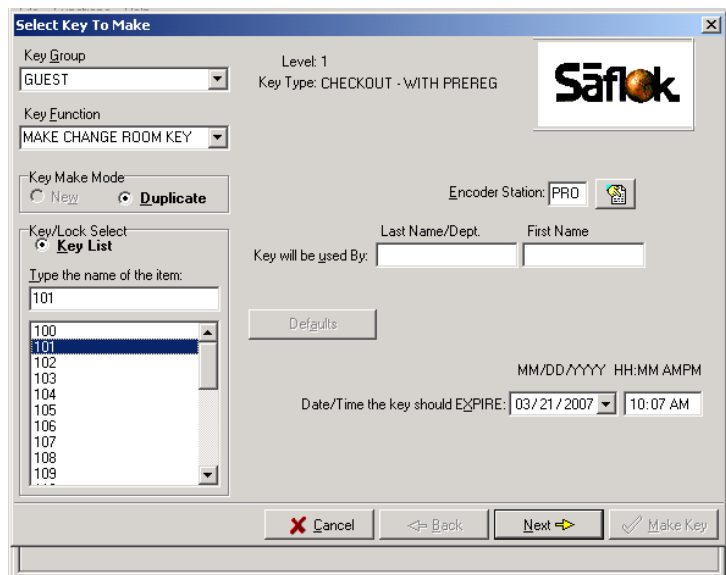 Select Key To Make
Key Group
GUEST
Level: 1
Key Type: CHECKOUT - WITH PREREG
Sāflok
Key Function
MAKE CHANGE ROOM KEY
Key Make Mode
New Duplicate
Encoder Station: PRO
Key/Lock Select
Key List
Last Name/Dept. First Name
Key will be used By:
Type the name of the item:
101
100
101
102
103
104
105
106
107
108
109
Defaults
MM/DD/YYYY HH:MM AMPM
Date/Time the key should EXPIRE: 03/21/2007 10:07 AM
Cancel Back Next Make Key